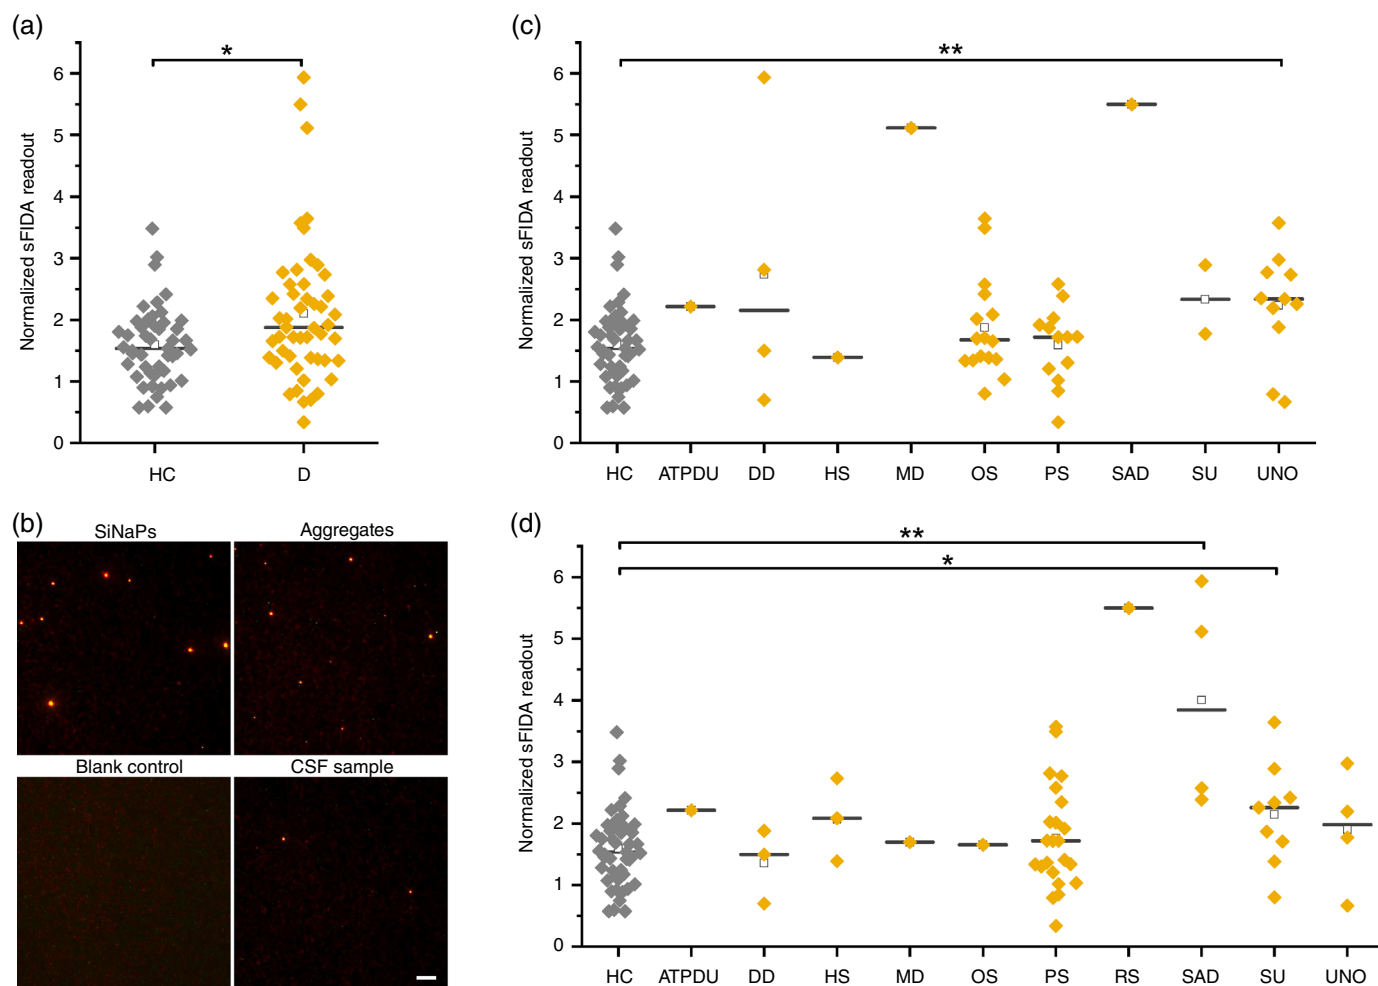 (a)
*
Normalized sFIDA readout
6
5
4
3
2
1
0
HC D
(b)
SiNaPs Aggregates
Blank control CSF sample
(c)
**
Normalized sFIDA readout
6
5
4
3
2
1
0
HC ATPDU DD HS MD OS PS SAD SU UNO
(d)
**
*
Normalized sFIDA readout
6
5
4
3
2
1
0
HC ATPDU DD HS MD OS PS RS SAD SU UNO